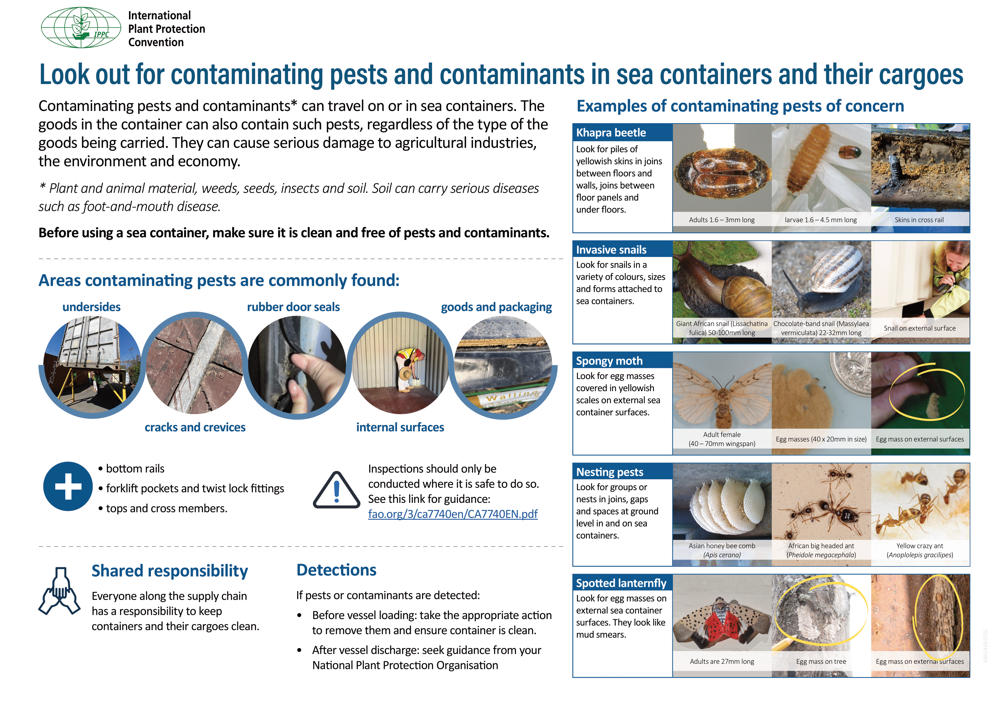 IPPC
International
Plant Protection
Convention
Look out for contaminating pests and contaminants in sea containers and their cargoes
Contaminating pests and contaminants* can travel on or in sea containers. The
goods in the container can also contain such pests, regardless of the type of the
goods being carried. They can cause serious damage to agricultural industries,
the environment and economy.
* Plant and animal material, weeds, seeds, insects and soil. Soil can carry serious diseases
such as foot-and-mouth disease.
Before using a sea container, make sure it is clean and free of pests and contaminants.
Areas contaminating pests are commonly found:
undersides
rubber door seals
goods and packaging
Walling
cracks and crevices
internal surfaces
• bottom rails
• forklift pockets and twist lock fittings
• tops and cross members.
Inspections should only be
conducted where it is safe to do so.
See this link for guidance:
fao.org/3/ca7740en/CA7740EN.pdf
Shared responsibility
Everyone along the supply chain
has a responsibility to keep
containers and their cargoes clean.
Detections
If pests or contaminants are detected:
• Before vessel loading: take the appropriate action
to remove them and ensure container is clean.
• After vessel discharge: seek guidance from your
National Plant Protection Organisation
Examples of contaminating pests of concern
Khapra beetle
Look for piles of
yellowish skins in joins
between floors and
walls, joins between
floor panels and
under floors.
Adults 1.6 – 3mm long
larvae 1.6 – 4.5 mm long
Skins in cross rail
Invasive snails
Look for snails in a
variety of colours, sizes
and forms attached to
sea containers.
Giant African snail (Lissachatina
fulica) 50-100mm long
Chocolate-band snail (Massylaea
vermiculata) 22-32mm long
Snail on external surface
Spongy moth
Look for egg masses
covered in yellowish
scales on external sea
container surfaces.
Adult female
(40 – 70mm wingspan)
Egg masses (40 x 20mm in size)
Egg mass on external surfaces
Nesting pests
Look for groups or
nests in joins, gaps
and spaces at ground
level in and on sea
containers.
Asian honey bee comb
(Apis cerana)
African big headed ant
(Pheidole megacephala)
Yellow crazy ant
(Anoplolepis gracilipes)
Spotted lanternfly
Look for egg masses on
external sea container
surfaces. They look like
mud smears.
Adults are 27mm long
Egg mass on tree
Egg mass on external surfaces
ABIO469.0722